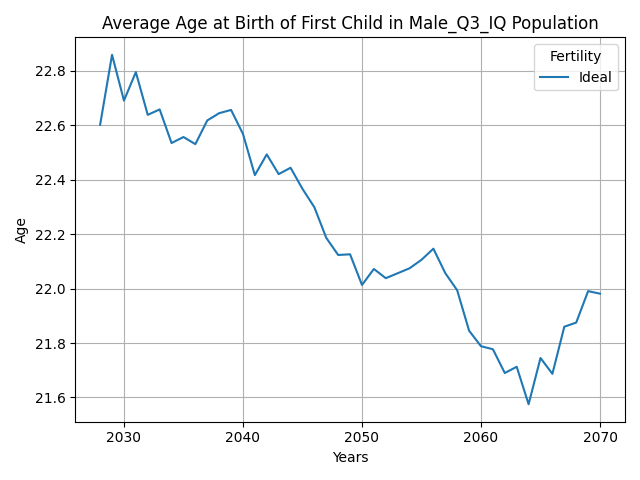 Average Age at Birth of First Child in Male_Q3_IQ Population
Fertility
Ideal
Age
22.8
22.6
22.4
22.2
22.0
21.8
21.6
2030 2040 2050 2060 2070
Years